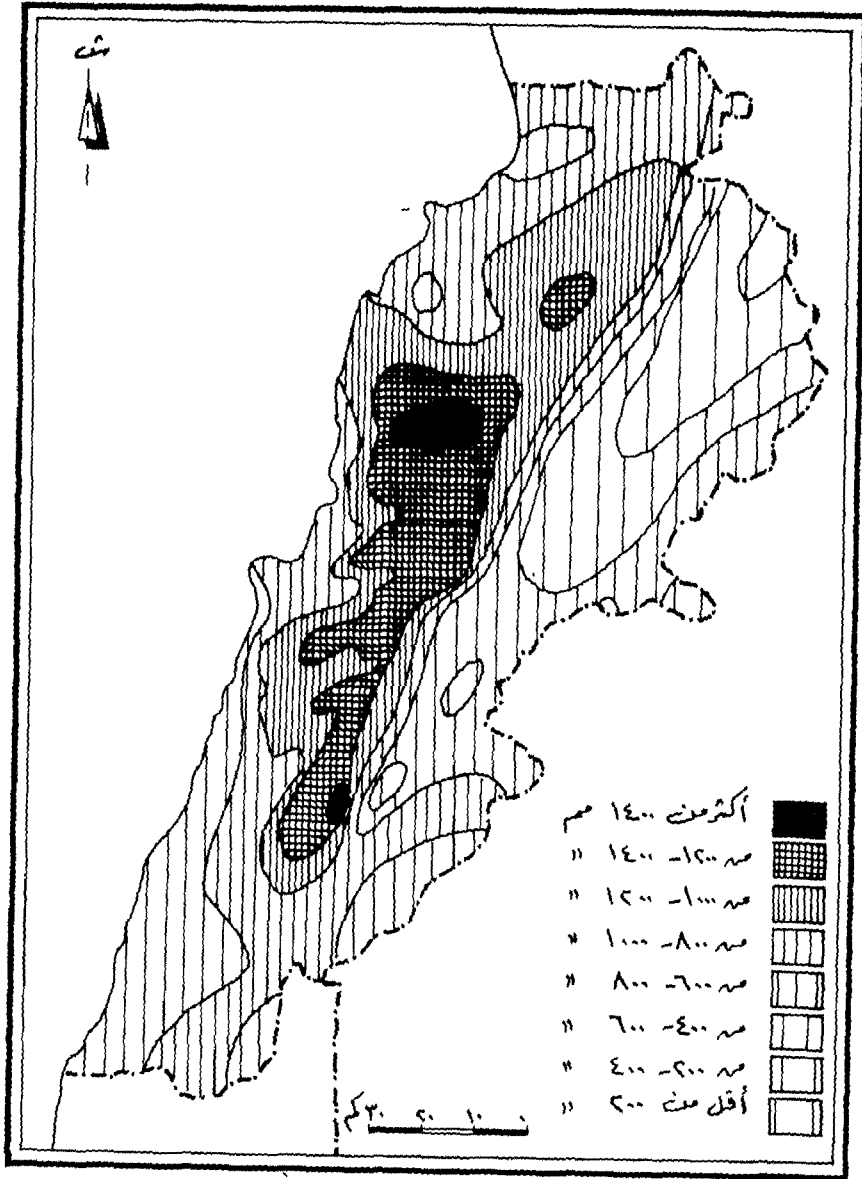 ش
أكثر من ١٤٠٠ مم
من ١٢٠٠ - ١٤٠٠ "
من ١٠٠٠ - ١٢٠٠ "
من ٨٠٠ - ١٠٠٠ "
من ٦٠٠ - ٨٠٠ "
من ٤٠٠ - ٦٠٠ "
من ٢٠٠ - ٤٠٠ "
أقل من ٢٠٠ "
٠ ١٠ ٢٠ ٣٠ كم